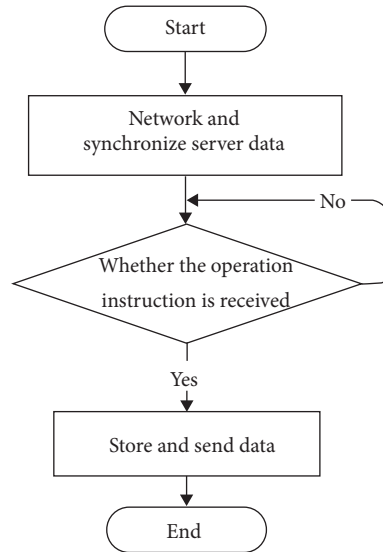 Start
Network and
synchronize server data
No
Whether the operation
instruction is received
Yes
Store and send data
End